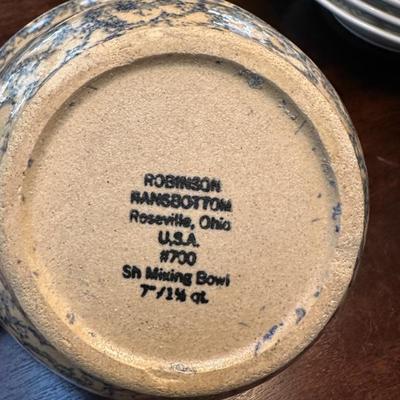 ROBINSON
RANSBOTTOM
Roseville, Ohio
U.S.A.
#700
Sh Mixing Bowl
7"/1½ qt.